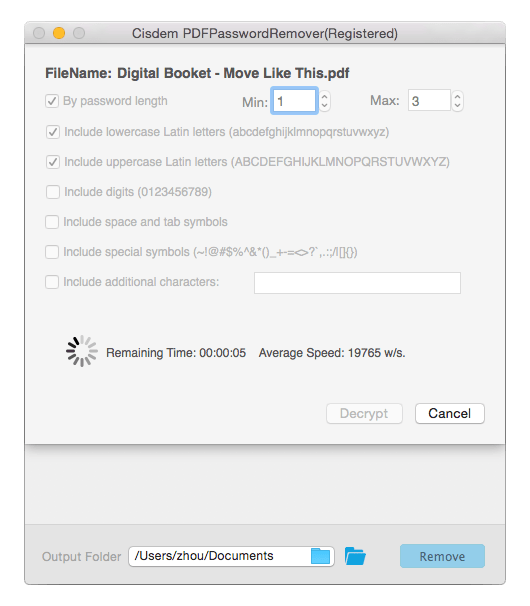 Cisdem PDFPasswordRemover(Registered)
FileName: Digital Booket - Move Like This.pdf
By password length Min: 1 Max: 3
Include lowercase Latin letters (abcdefghijklmnopqrstuvwxyz)
Include uppercase Latin letters (ABCDEFGHIJKLMNOPQRSTUVWXYZ)
Include digits (0123456789)
Include space and tab symbols
Include special symbols (~!@#$%^&*()_+-=<>?`,.:;/I[]{})
Include additional characters:
Remaining Time: 00:00:05 Average Speed: 19765 w/s.
Decrypt Cancel
Output Folder /Users/zhou/Documents Remove